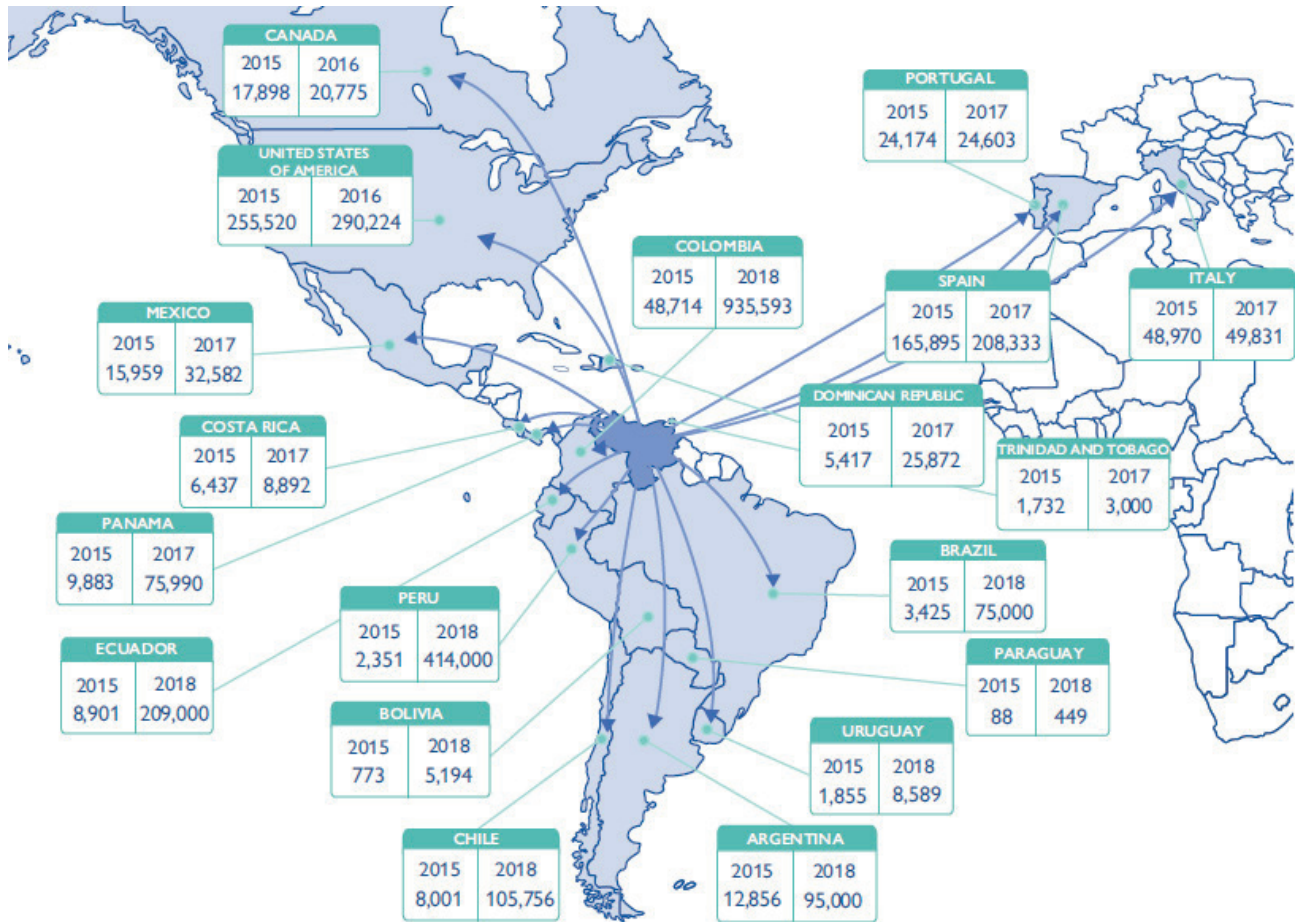 CANADA
2015 2016
17,898 20,775
UNITED STATES
OF AMERICA
2015 2016
255,520 290,224
PORTUGAL
2015 2017
24,174 24,603
COLOMBIA
2015 2018
48,714 935,593
SPAIN
2015 2017
165,895 208,333
ITALY
2015 2017
48,970 49,831
MEXICO
2015 2017
15,959 32,582
DOMINICAN REPUBLIC
2015 2017
5,417 25,872
COSTA RICA
2015 2017
6,437 8,892
TRINIDAD AND TOBAGO
2015 2017
1,732 3,000
PANAMA
2015 2017
9,883 75,990
BRAZIL
2015 2018
3,425 75,000
PERU
2015 2018
2,351 414,000
ECUADOR
2015 2018
8,901 209,000
PARAGUAY
2015 2018
88 449
BOLIVIA
2015 2018
773 5,194
URUGUAY
2015 2018
1,855 8,589
CHILE
2015 2018
8,001 105,756
ARGENTINA
2015 2018
12,856 95,000